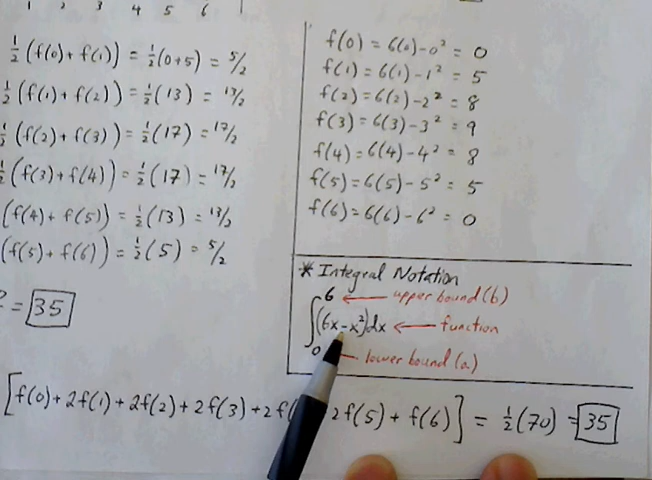 1 2 3 4 5 6
½(f(0)+f(1)) = ½(0+5) = 5/2
½(f(1)+f(2)) = ½(13) = 13/2
½(f(2)+f(3)) = ½(17) = 17/2
½(f(3)+f(4)) = ½(17) = 17/2
(f(4)+f(5)) = ½(13) = 13/2
(f(5)+f(6)) = ½(5) = 5/2
= 35
f(0) = 6(0)-0² = 0
f(1) = 6(1)-1² = 5
f(2) = 6(2)-2² = 8
f(3) = 6(3)-3² = 9
f(4) = 6(4)-4² = 8
f(5) = 6(5)-5² = 5
f(6) = 6(6)-6² = 0
* Integral Notation
6 ← upper bound (b)
∫(6x-x²)dx ← function
0 ← lower bound (a)
[f(0)+2f(1)+2f(2)+2f(3)+2f( 2f(5)+f(6)] = ½(70) = 35